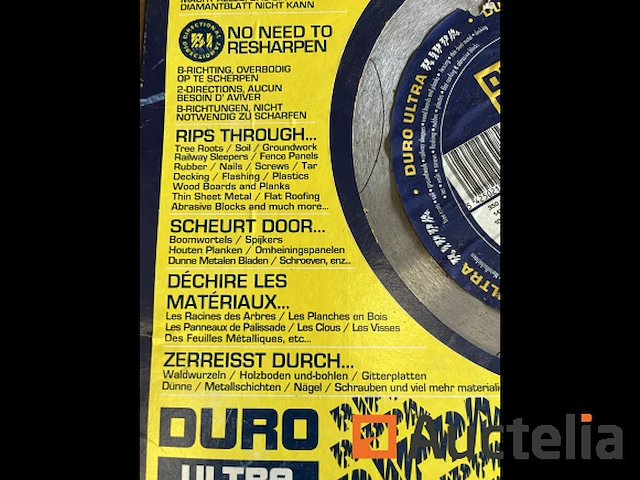 DIAMANTBLATT NICHT KANN
DIRECTIONAL
NO NEED TO
RESHARPEN
8-RICHTING, OVERBODIG
OP TE SCHERPEN
2-DIRECTIONS, AUCUN
BESOIN D' AVIVER
8-RICHTUNGEN, NICHT
NOTWENDIG ZU SCHARFEN
RIPS THROUGH...
Tree Roots / Soil / Groundwork
Railway Sleepers / Fence Panels
Rubber / Nails / Screws / Tar
Decking / Flashing / Plastics
Wood Boards and Planks
Thin Sheet Metal / Flat Roofing
Abrasive Blocks and much more...
SCHEURT DOOR...
Boomwortels / Spijkers
Houten Planken / Omheiningspanelen
Dunne Metalen Bladen / Schroeven, enz..
DÉCHIRE LES
MATÉRIAUX...
Les Racines des Arbres / Les Planches en Bois
Les Panneaux de Palissade / Les Clous / Les Visses
Des Feuilles Métalliques, etc...
ZERREISST DURCH...
Waldwurzeln / Holzboden und-bohlen / Gitterplatten
Dünne / Metallschichten / Nägel / Schrauben und viel mehr materiali
DURO
ULTRA
DURO ULTRA
ULTRA
Auctelia